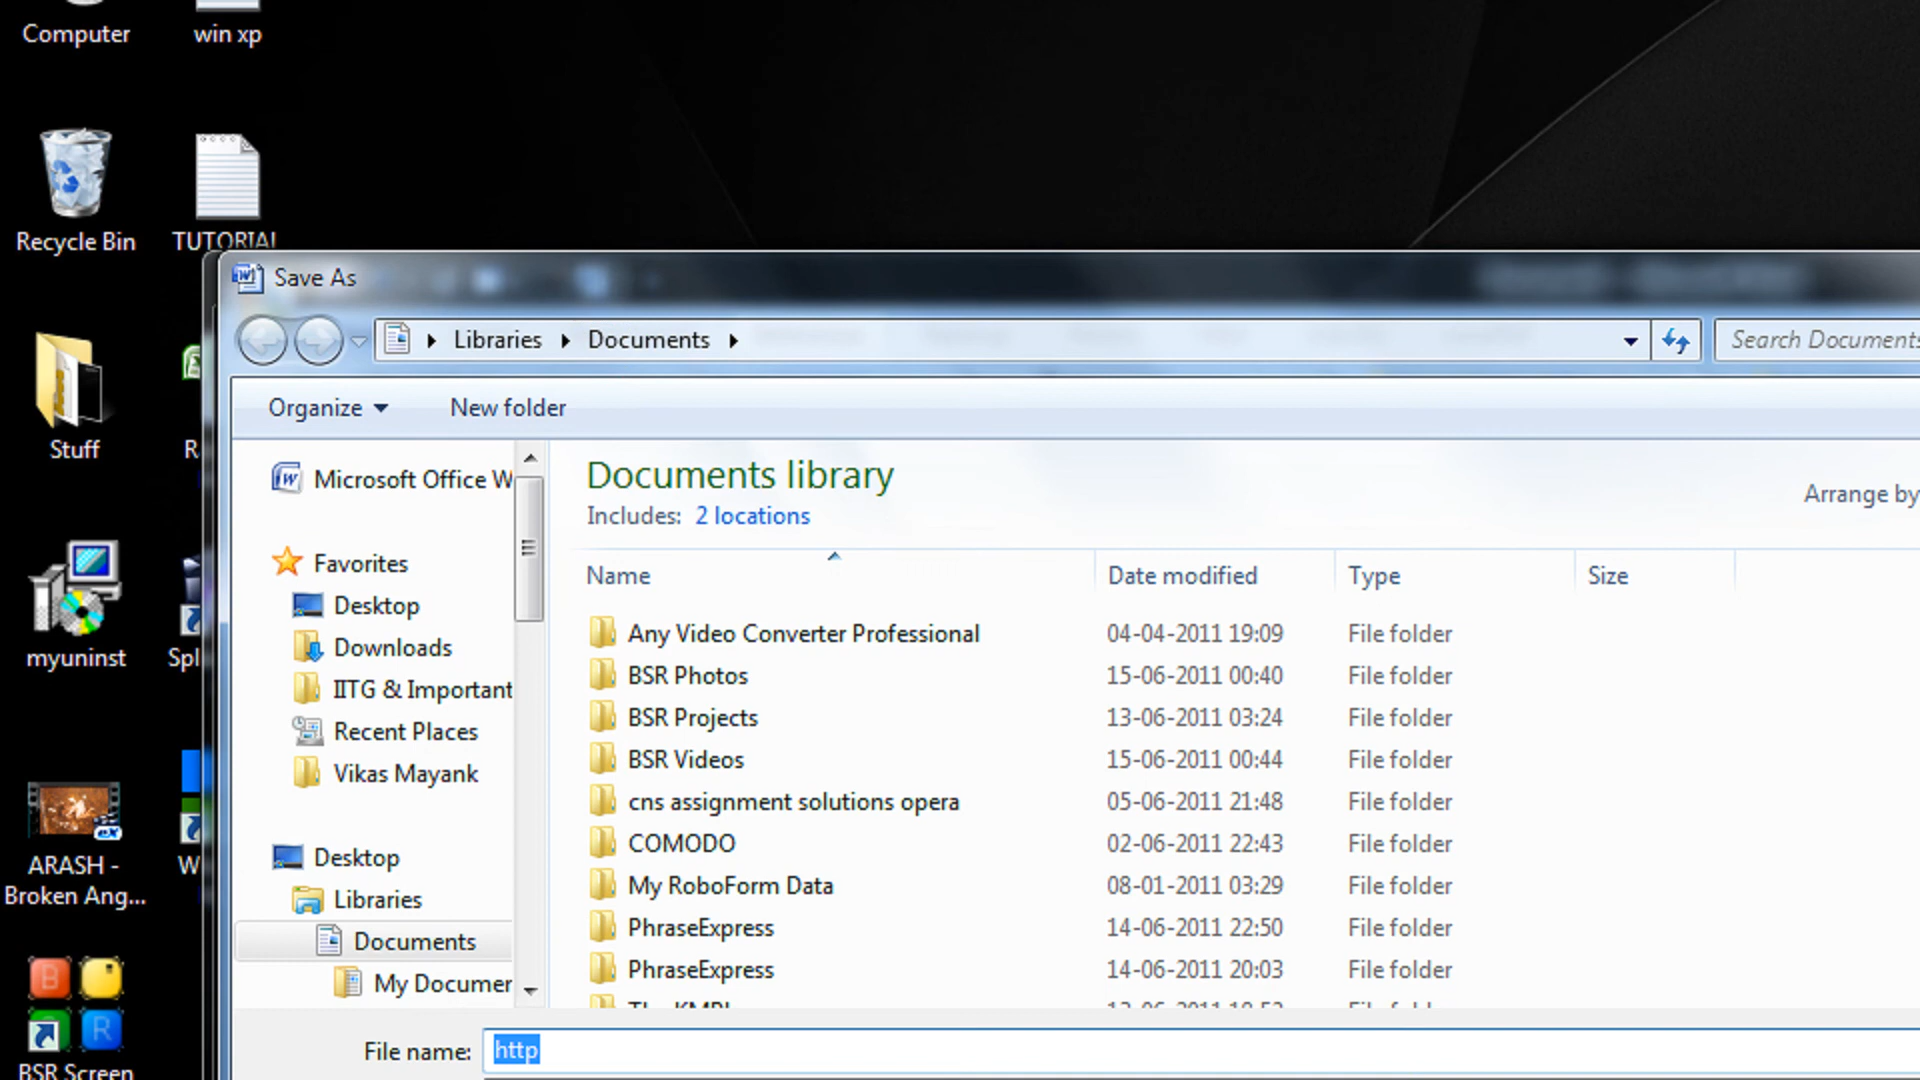 Computer
win xp
Recycle Bin
TUTORIAL
Stuff
myuninst
Spl
ARASH -
Broken Ang...
BSR Screen
Save As
Libraries
Documents
Search Documents
Organize
New folder
Microsoft Office W
Favorites
Desktop
Downloads
IITG & Important
Recent Places
Vikas Mayank
Desktop
Libraries
Documents
My Documen
Documents library
Includes: 2 locations
Arrange by
Name Date modified Type Size
Any Video Converter Professional 04-04-2011 19:09 File folder
BSR Photos 15-06-2011 00:40 File folder
BSR Projects 13-06-2011 03:24 File folder
BSR Videos 15-06-2011 00:44 File folder
cns assignment solutions opera 05-06-2011 21:48 File folder
COMODO 02-06-2011 22:43 File folder
My RoboForm Data 08-01-2011 03:29 File folder
PhraseExpress 14-06-2011 22:50 File folder
PhraseExpress 14-06-2011 20:03 File folder
File name: http